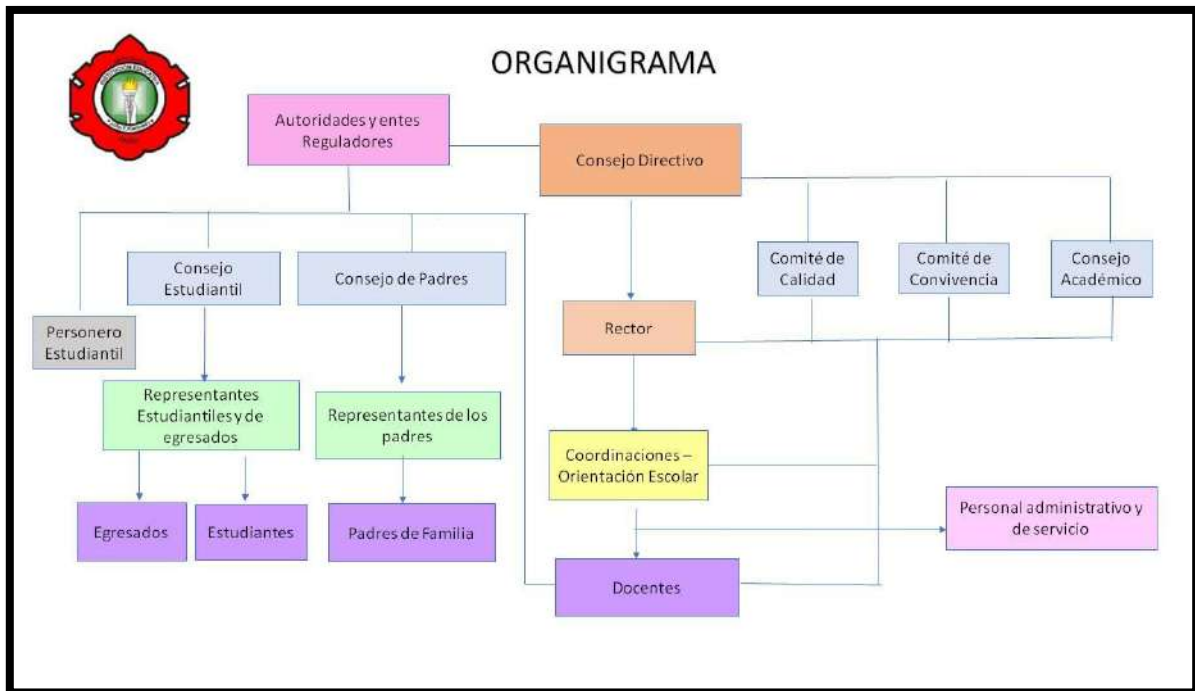 ORGANIGRAMA
Autoridades y entes
Reguladores
Consejo Directivo
Consejo
Estudiantil
Consejo de Padres
Comité de
Calidad
Comité de
Convivencia
Consejo
Académico
Personero
Estudiantil
Rector
Representantes
Estudiantiles y de
egresados
Representantes de los
padres
Coordinaciones –
Orientación Escolar
Egresados
Estudiantes
Padres de Familia
Personal administrativo y
de servicio
Docentes